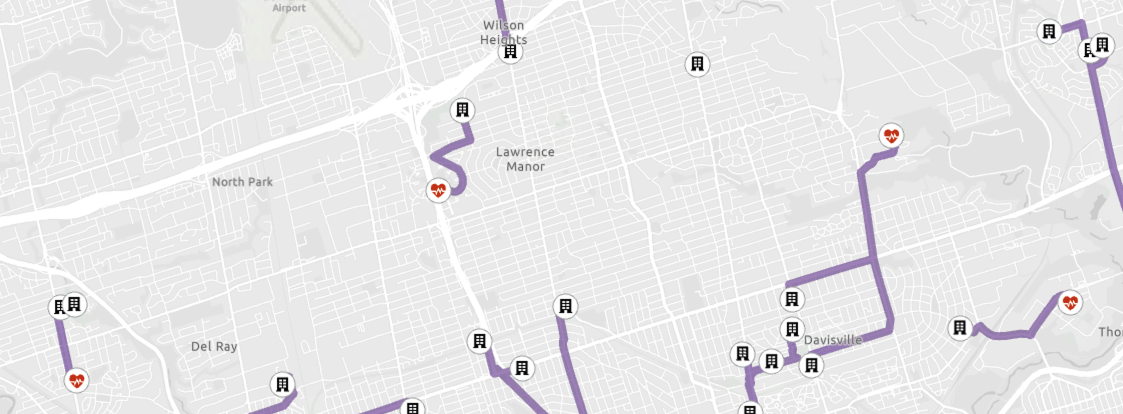 Airport
Wilson
Heights
Lawrence
Manor
North Park
Del Ray
Davisville
Tho